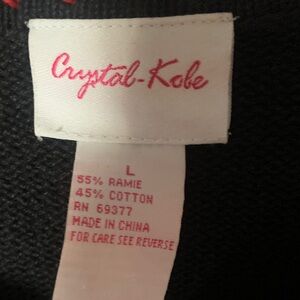 Crystal-Kobe
L
55% RAMIE
45% COTTON
RN 69377
MADE IN CHINA
FOR CARE SEE REVERSE